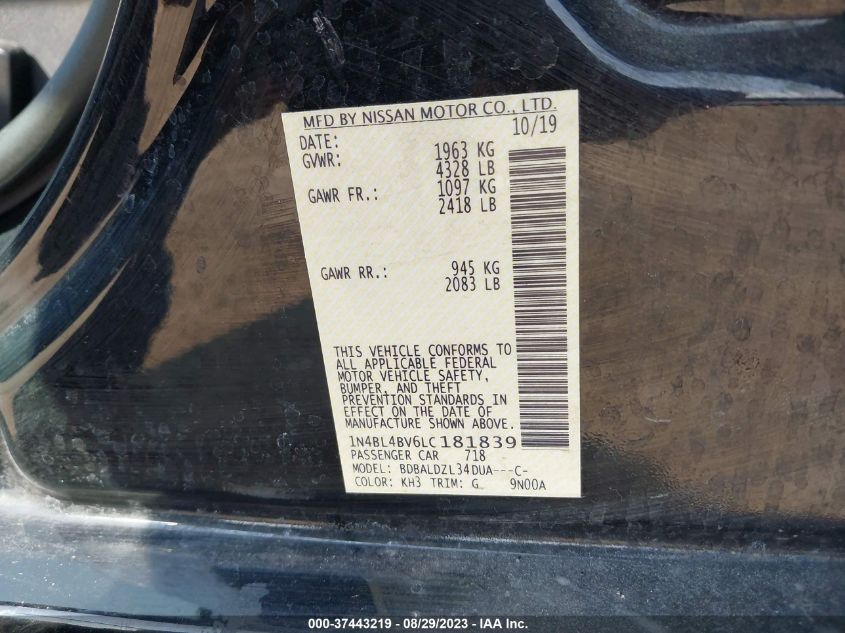 MFD BY NISSAN MOTOR CO., LTD.
DATE: 10/19
GVWR: 1963 KG
4328 LB
GAWR FR.: 1097 KG
2418 LB
GAWR RR.: 945 KG
2083 LB
THIS VEHICLE CONFORMS TO
ALL APPLICABLE FEDERAL
MOTOR VEHICLE SAFETY,
BUMPER, AND THEFT
PREVENTION STANDARDS IN
EFFECT ON THE DATE OF
MANUFACTURE SHOWN ABOVE.
1N4BL4BV6LC181839
PASSENGER CAR 718
MODEL: BDBALDZL34DUA---C-
COLOR: KH3 TRIM: G 9N00A
000-37443219 - 08/29/2023 - IAA Inc.